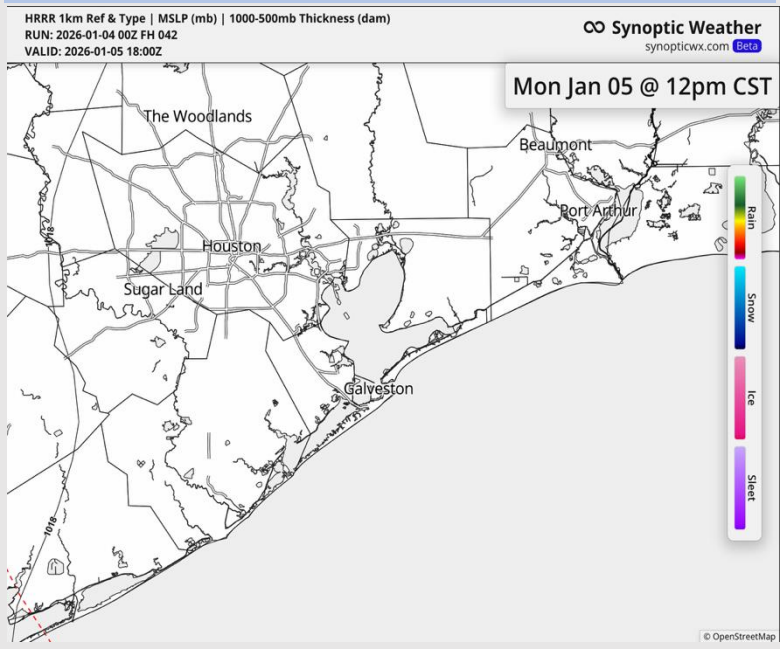 HRRR 1km Ref & Type | MSLP (mb) | 1000-500mb Thickness (dam)
RUN: 2026-01-04 00Z FH 042
VALID: 2026-01-05 18:00Z
Synoptic Weather
synopticwx.com Beta
Mon Jan 05 @ 12pm CST
The Woodlands
Beaumont
Port Arthur
1018
Houston
Sugar Land
Galveston
1018
Rain
Snow
Ice
Sleet
© OpenStreetMap